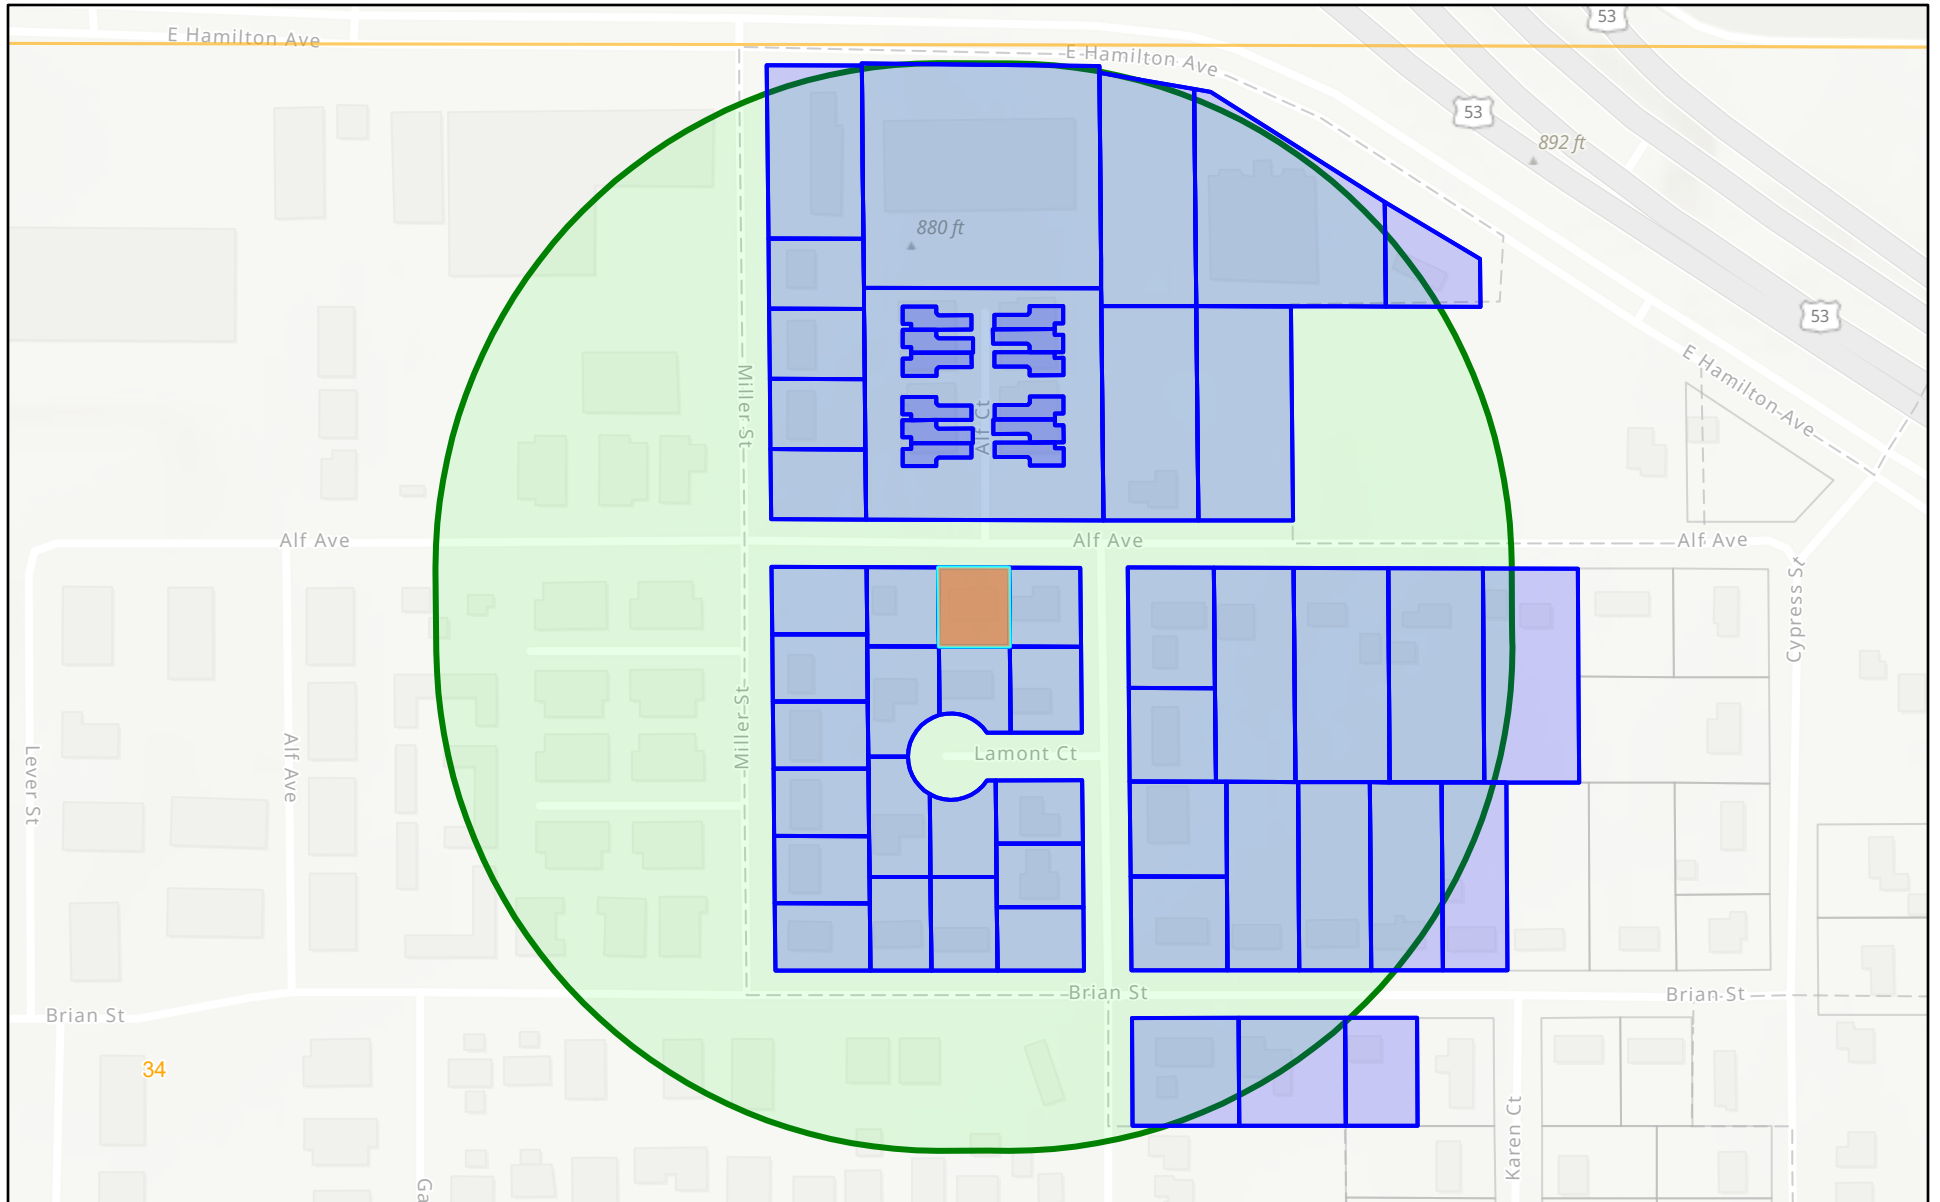 53
E Hamilton Ave
E Hamilton Ave
53
892 ft
880 ft
53
E Hamilton Ave
Miller St
Alf Ct
Alf Ave
Alf Ave
Alf Ave
Cypress St
Miller St
Lamont Ct
Lever St
Alf Ave
Brian St
Brian St
Brian St
34
Karen Ct
Ga